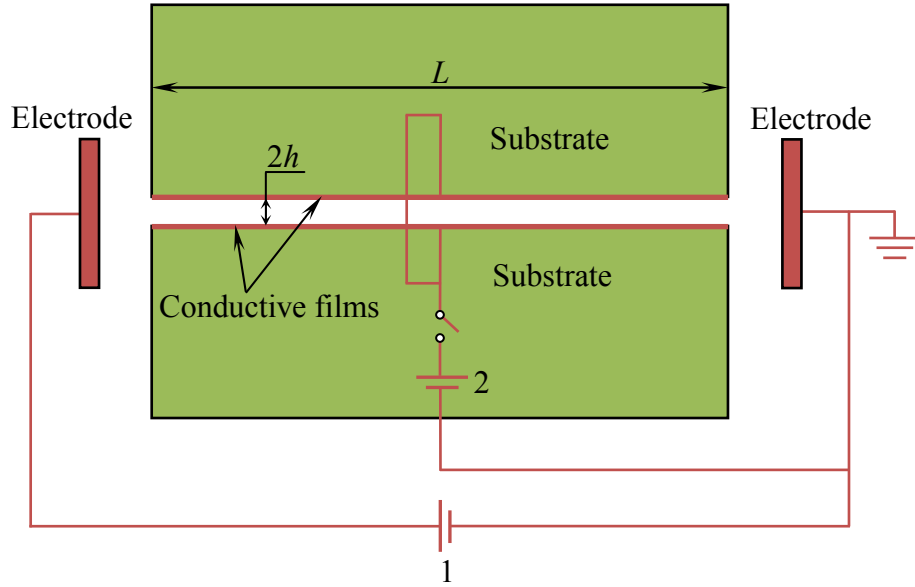 L
Electrode
Electrode
Substrate
2h
Substrate
Conductive films
2
1